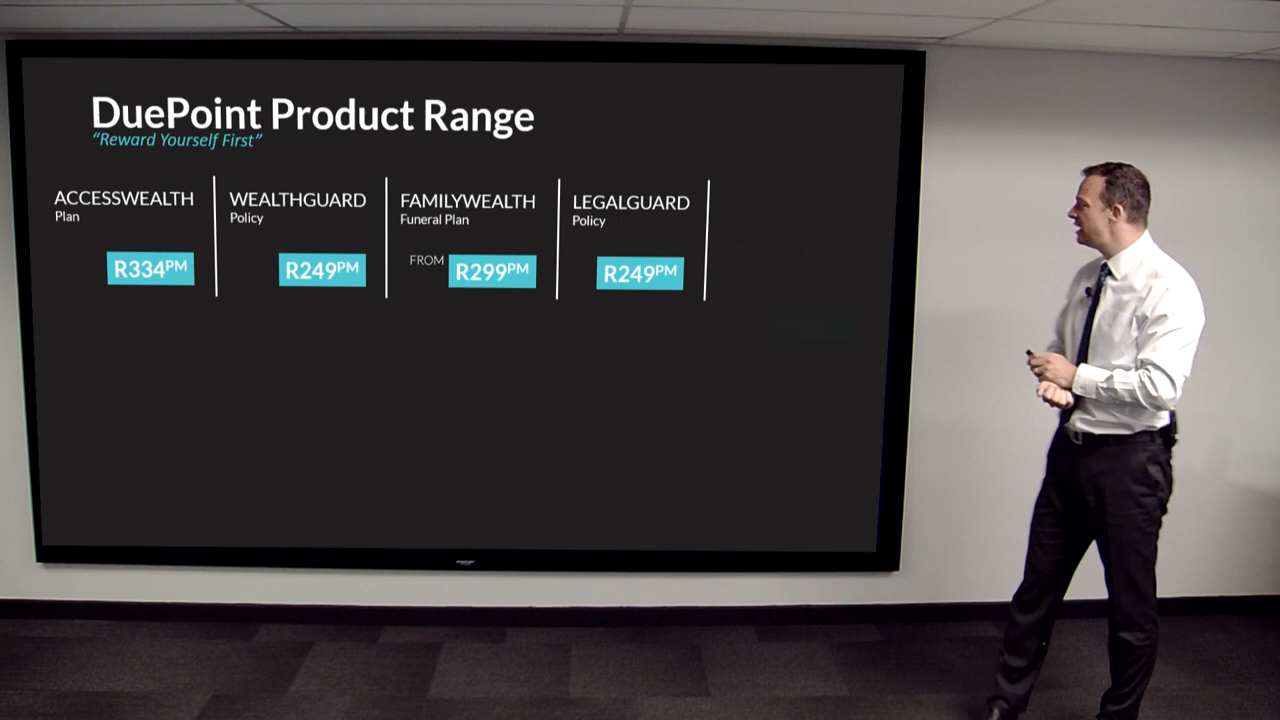 DuePoint Product Range
“Reward Yourself First”
ACCESSWEALTH
Plan
R334PM
WEALTHGUARD
Policy
R249PM
FAMILYWEALTH
Funeral Plan
FROM R299PM
LEGALGUARD
Policy
R249PM